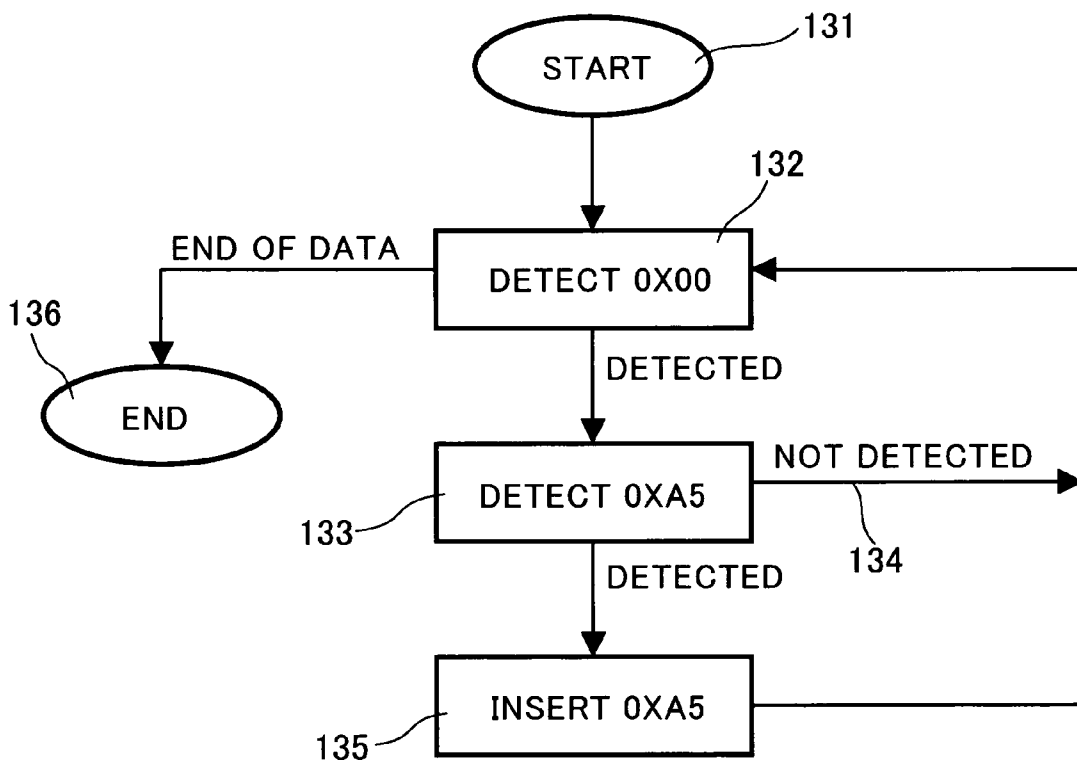 131
START
132
END OF DATA
DETECT 0X00
136
DETECTED
END
NOT DETECTED
DETECT 0XA5
133
134
DETECTED
INSERT 0XA5
135